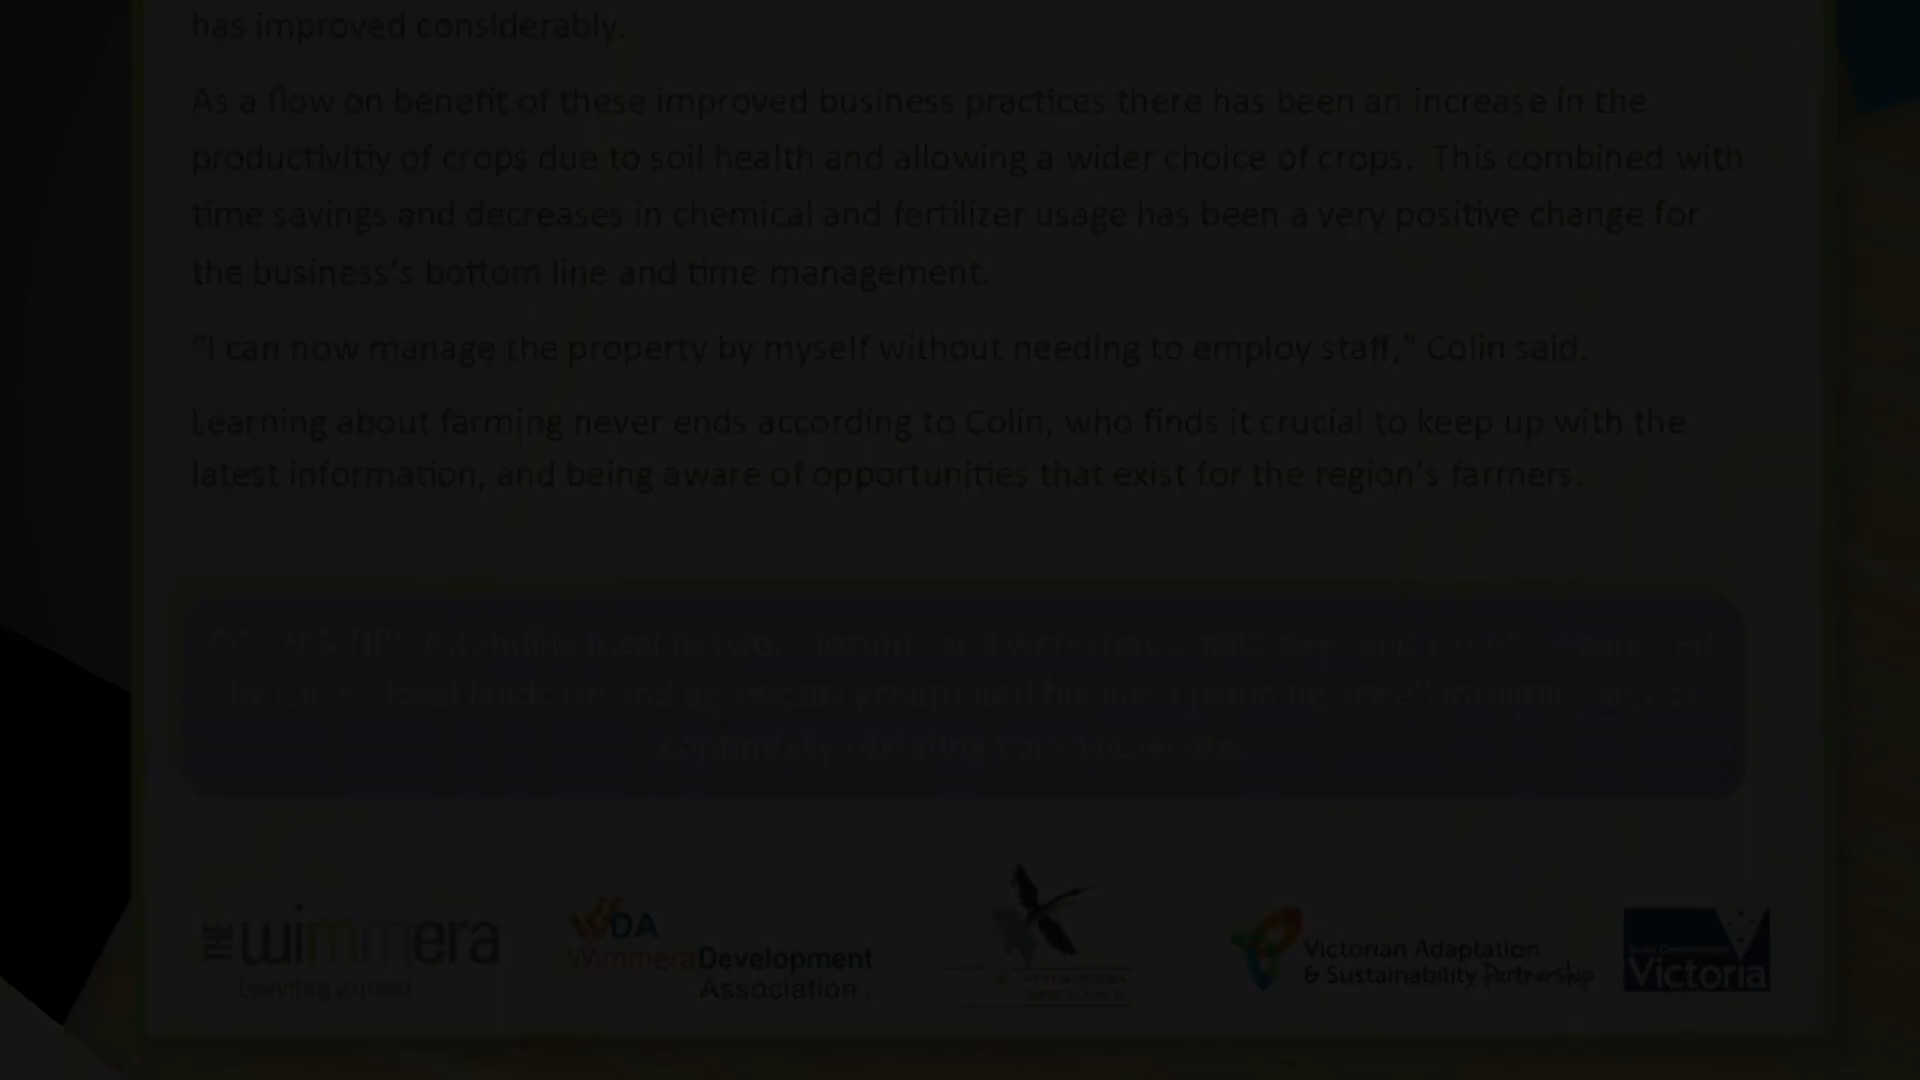 has improved considerably.
As a flow on benefit of these improved business practices there has been an increase in the
productivitiy of crops due to soil health and allowing a wider choice of crops. This combined with
time savings and decreases in chemical and fertilizer usage has been a very positive change for
the business's bottom line and time management.
"I can now manage the property by myself without needing to employ staff," Colin said.
Learning about farming never ends according to Colin, who finds it crucial to keep up with the
latest information, and being aware of opportunities that exist for the region's farmers.
THE wimmera
WDA
Wimmera Development
Association
Victorian Adaptation
& Sustainability Partnership
Victoria